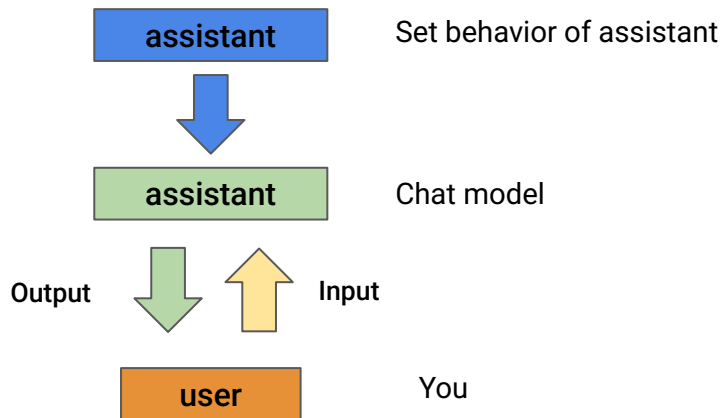 assistant Set behavior of assistant
assistant Chat model
Output Input
user You